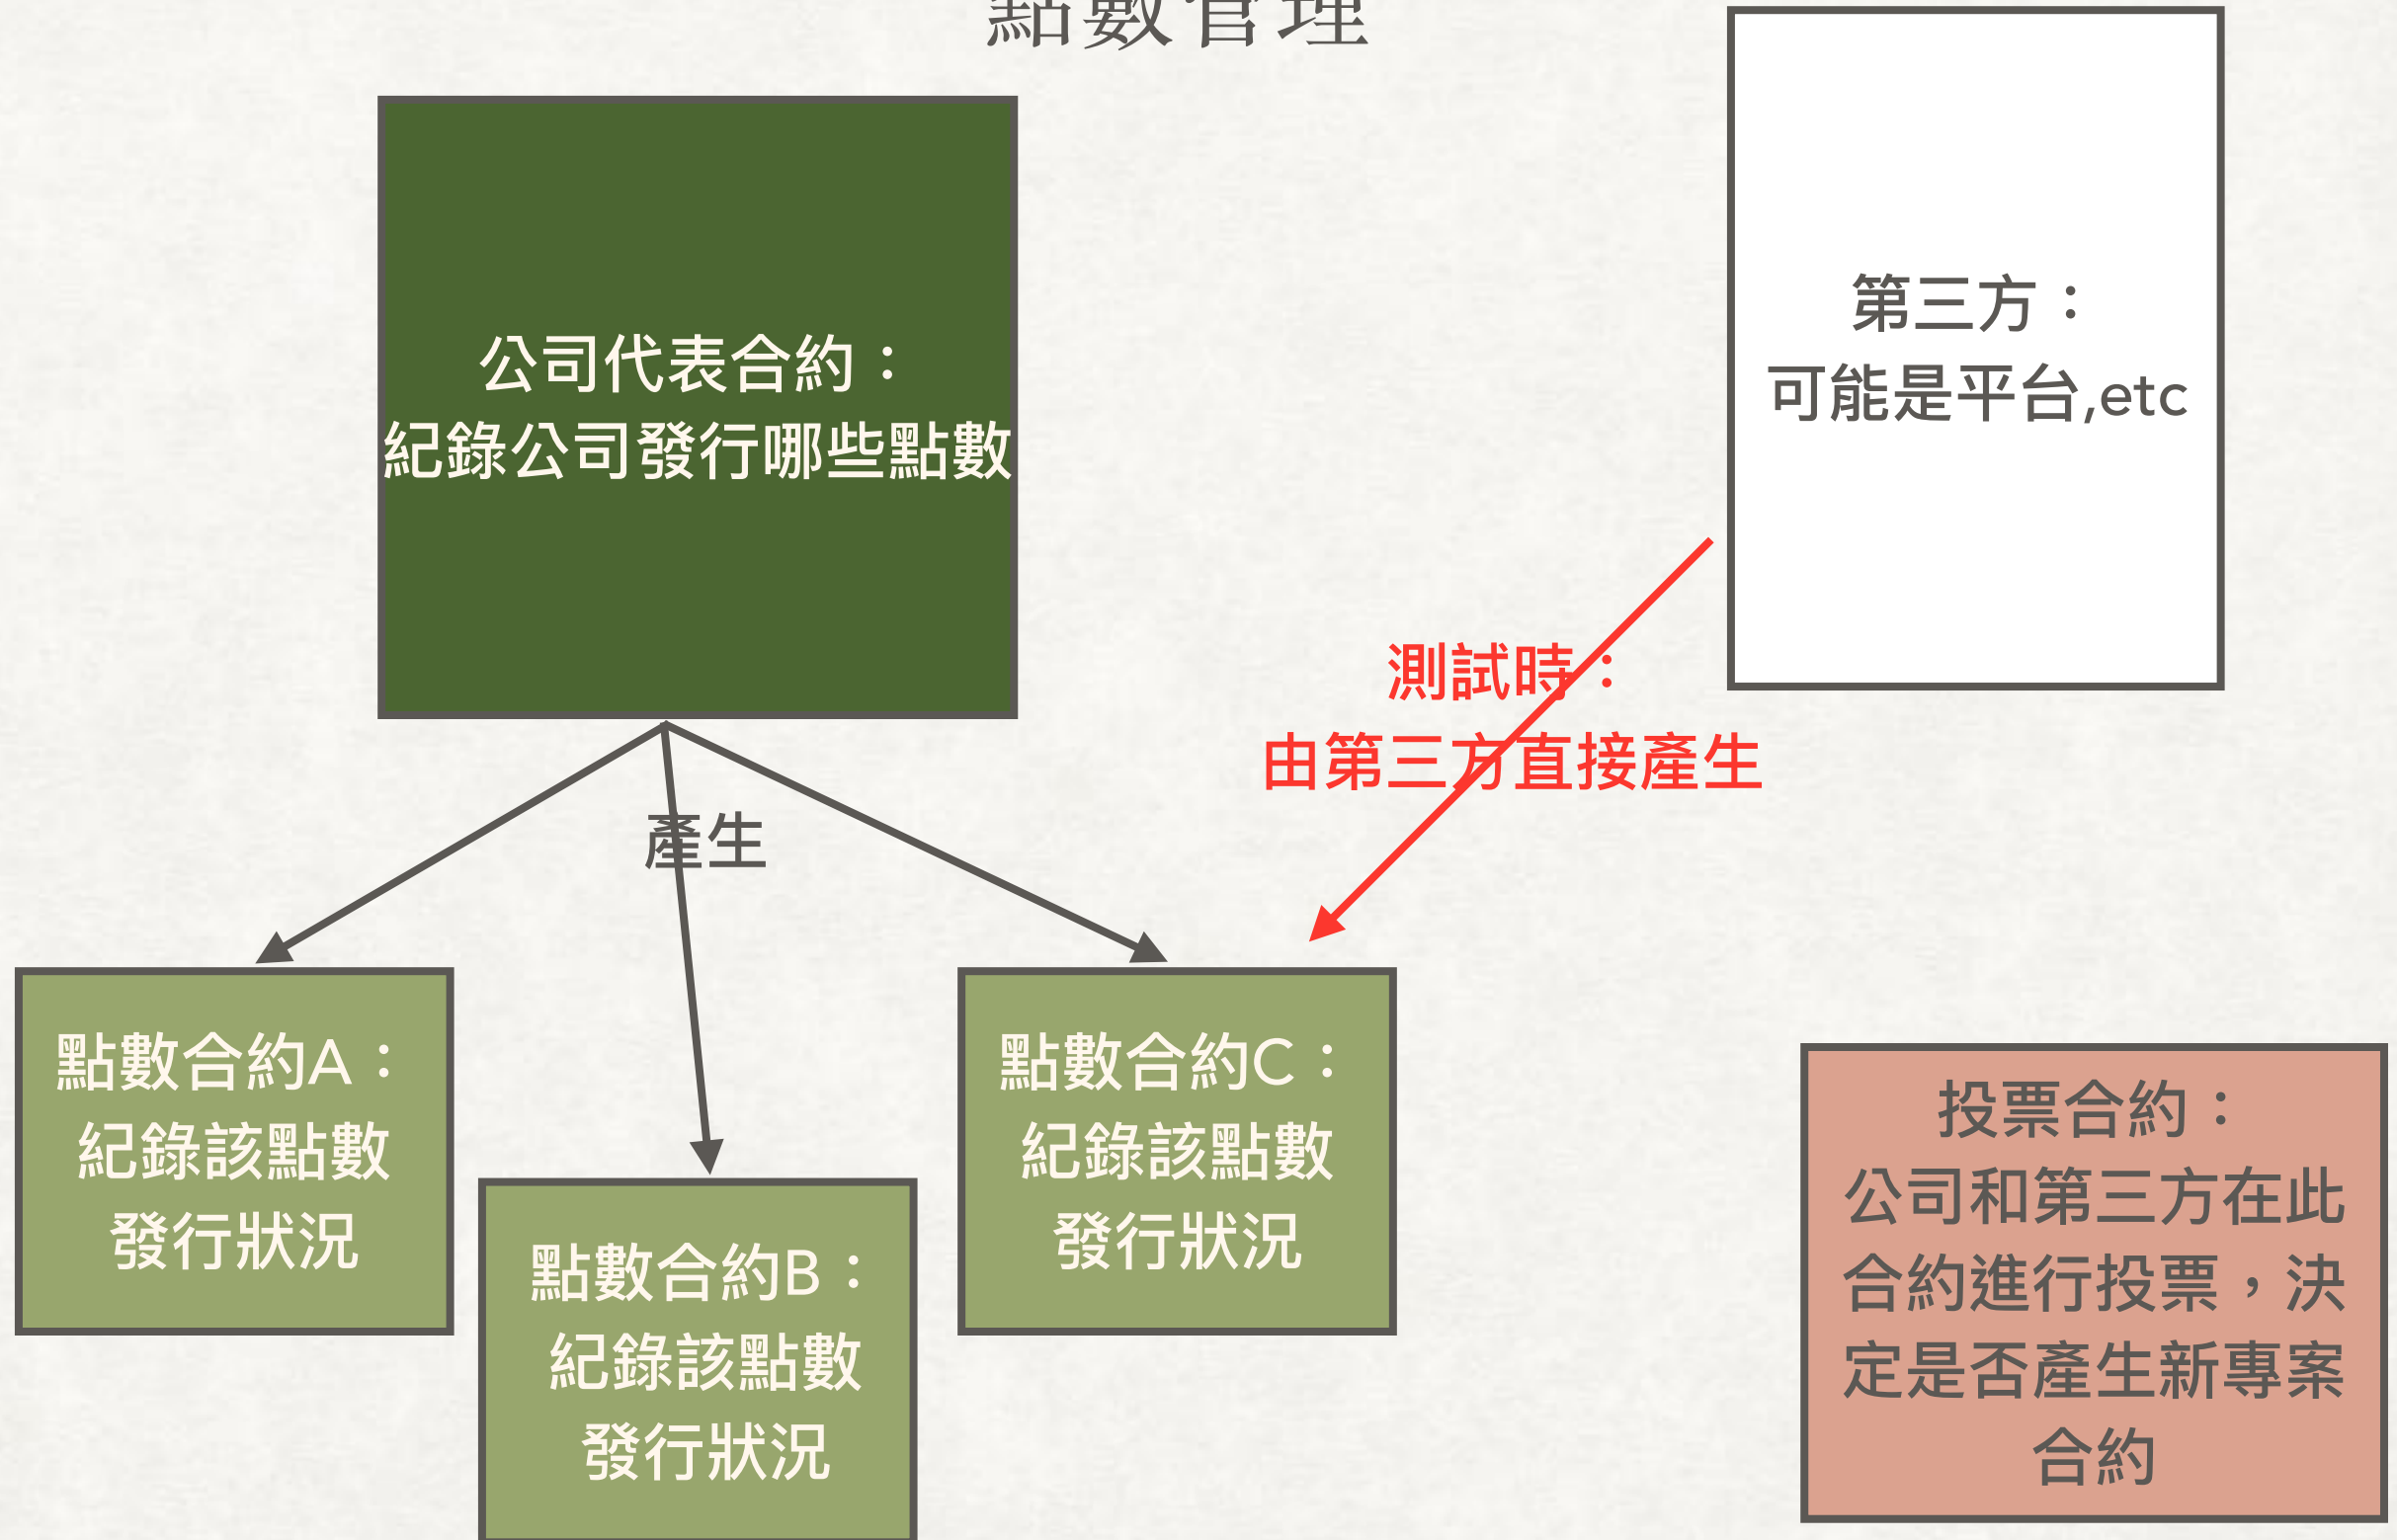 點數管理
公司代表合約：
紀錄公司發行哪些點數
第三方：
可能是平台,etc
測試時：
由第三方直接產生
產生
點數合約A：
紀錄該點數
發行狀況
點數合約B：
紀錄該點數
發行狀況
點數合約C：
紀錄該點數
發行狀況
投票合約：
公司和第三方在此
合約進行投票，決
定是否產生新專案
合約